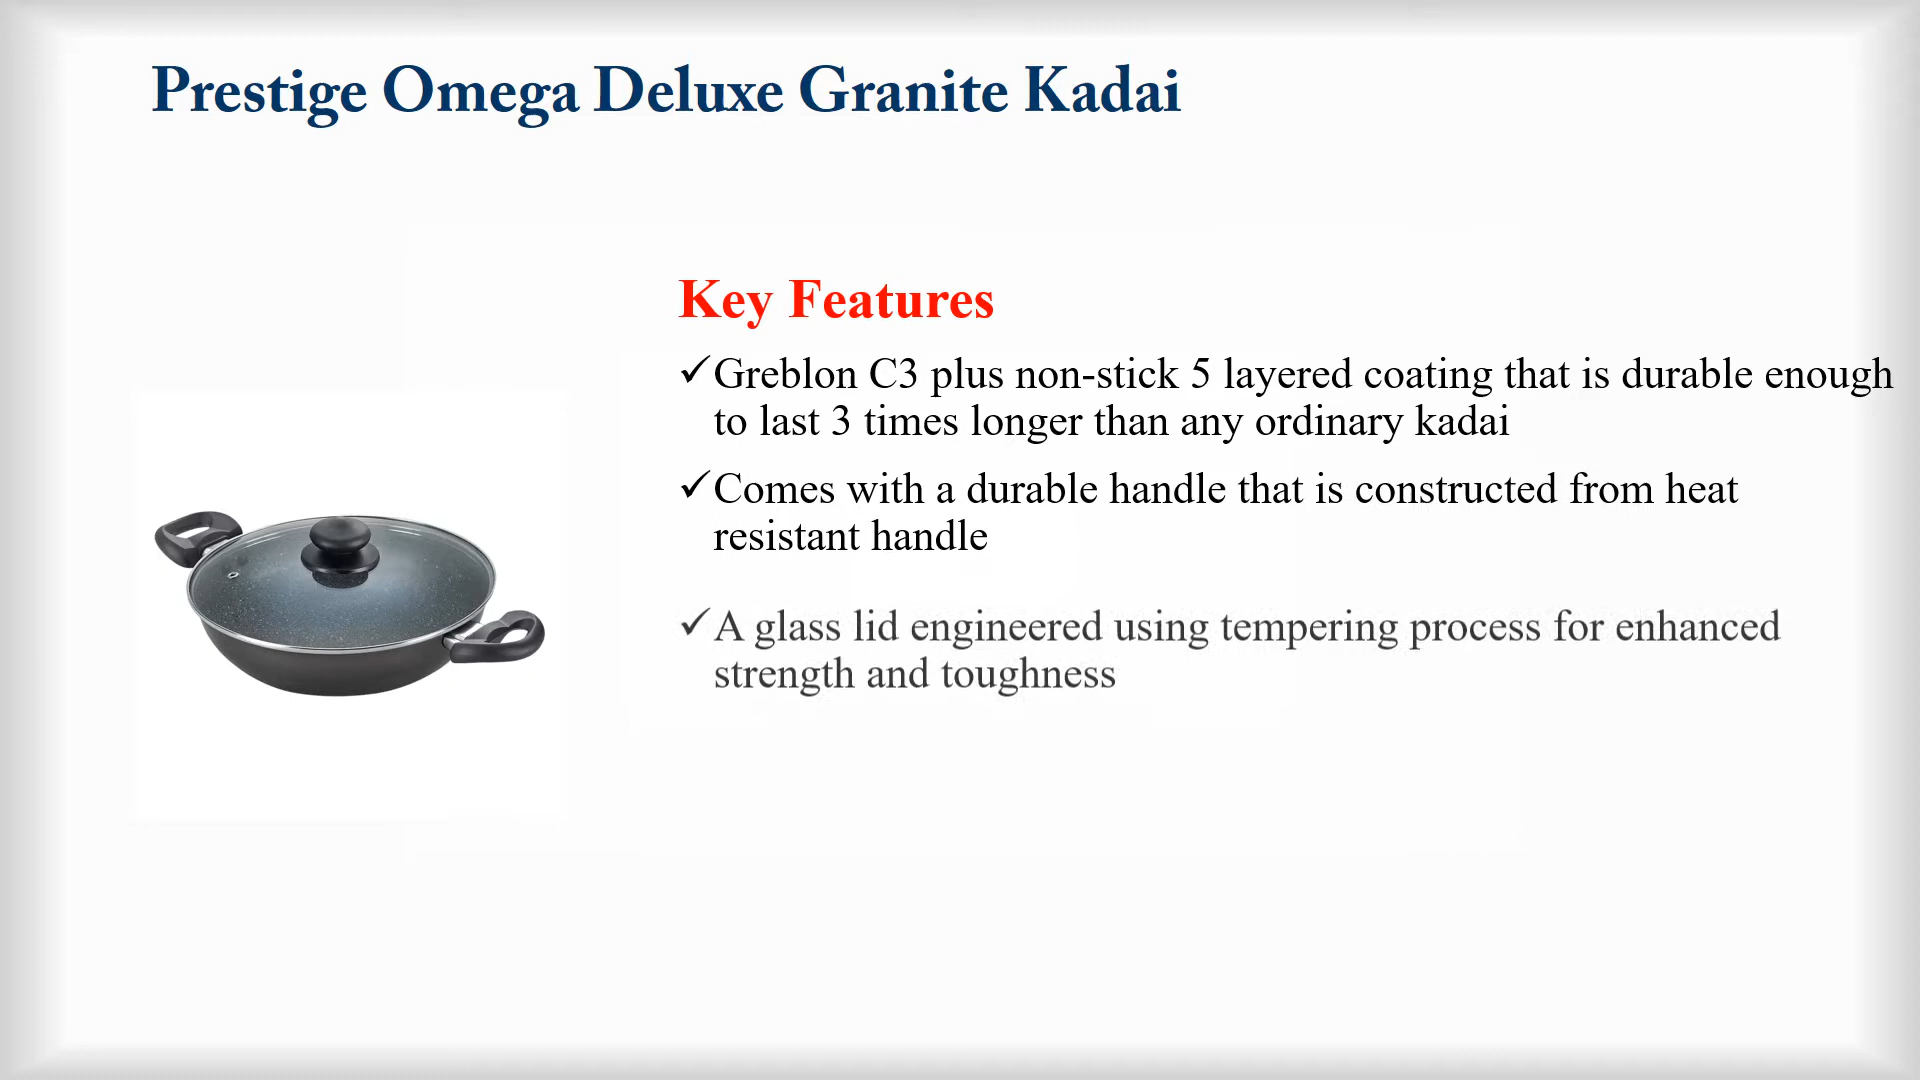 Prestige Omega Deluxe Granite Kadai
Key Features
✓Greblon C3 plus non-stick 5 layered coating that is durable enough
to last 3 times longer than any ordinary kadai
✓Comes with a durable handle that is constructed from heat
resistant handle
✓A glass lid engineered using tempering process for enhanced
strength and toughness